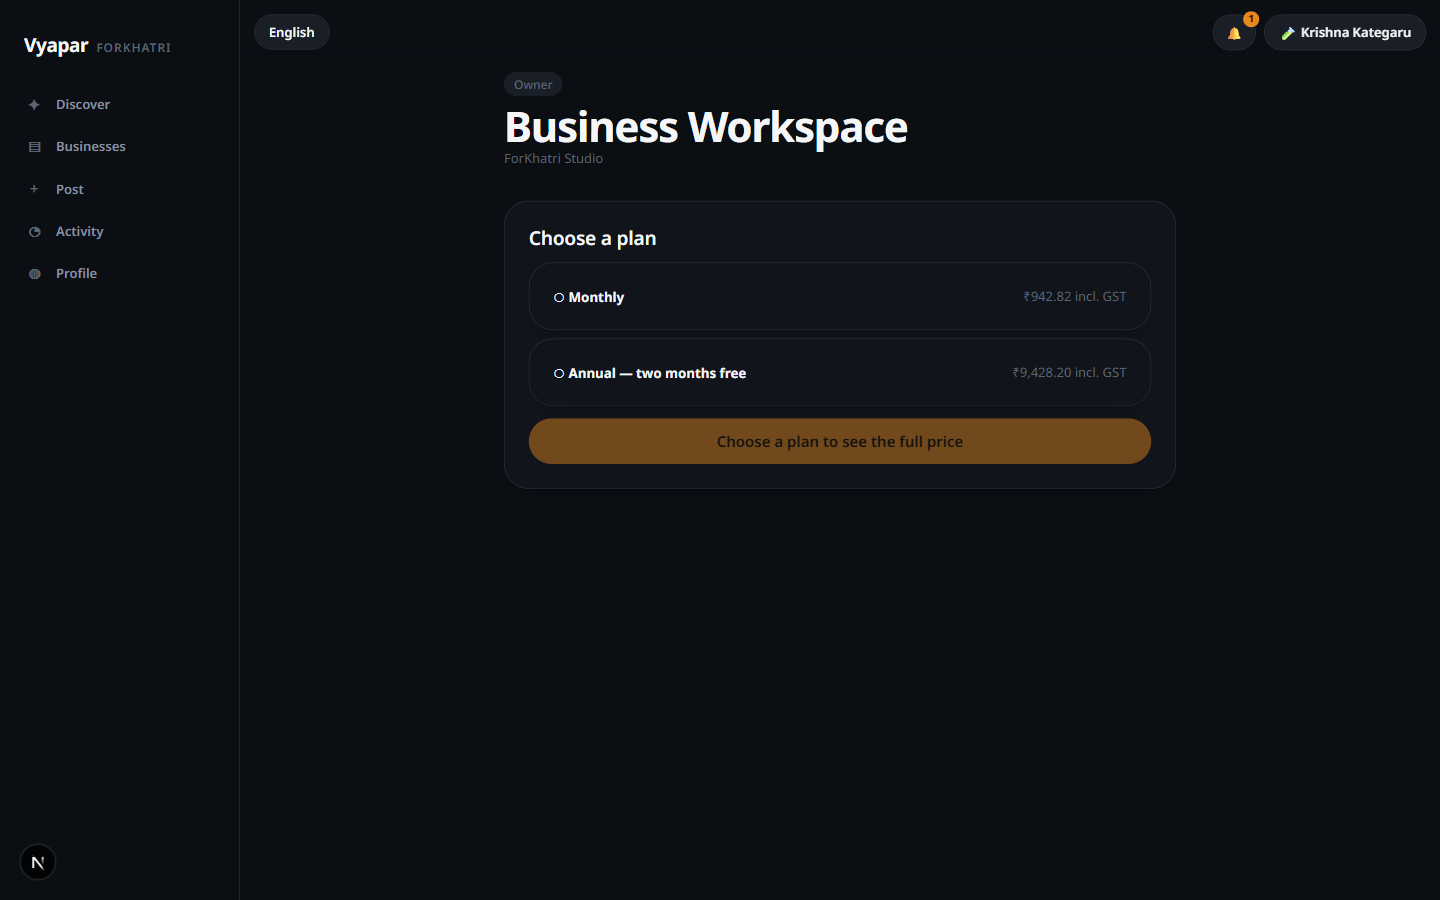 Vyapar FORKHATRI
Discover
Businesses
Post
Activity
Profile
N
English
1
Krishna Kategaru
Owner
Business Workspace
ForKhatri Studio
Choose a plan
Monthly
₹942.82 incl. GST
Annual — two months free
₹9,428.20 incl. GST
Choose a plan to see the full price